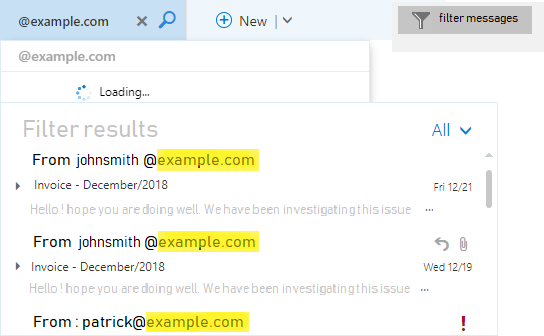 @example.com New filter messages
@example.com
Loading...
Filter results All
From johnsmith @example.com
Invoice - December/2018 Fri 12/21
Hello ! hope you are doing well. We have been investigating this issue ...
From johnsmith @example.com
Invoice - December/2018 Wed 12/19
Hello ! hope you are doing well. We have been investigating this issue ...
From : patrick@example.com !